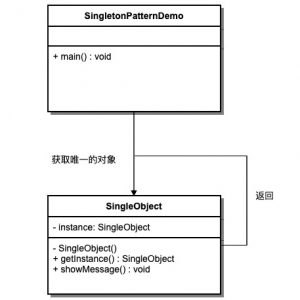 SingletonPatternDemo
+ main() : void
获取唯一的对象
返回
SingleObject
- instance: SingleObject
- SingleObject()
+ getInstance() : SingleObject
+ showMessage() : void